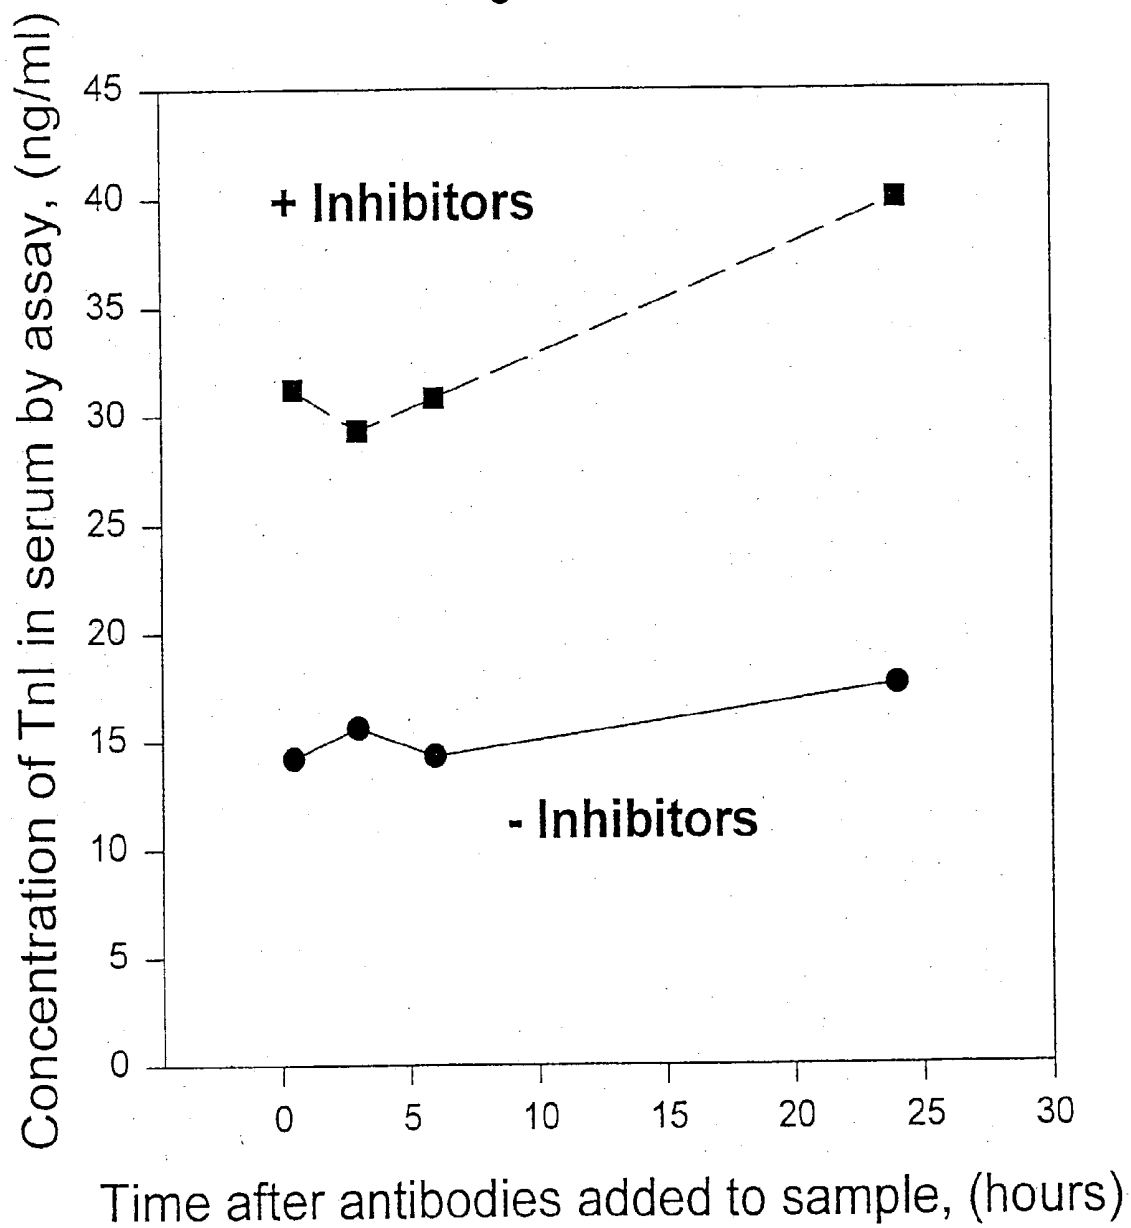 Concentration of TnI in serum by assay, (ng/ml)
45
40
35
30
25
20
15
10
5
0
+ Inhibitors
- Inhibitors
0 5 10 15 20 25 30
Time after antibodies added to sample, (hours)